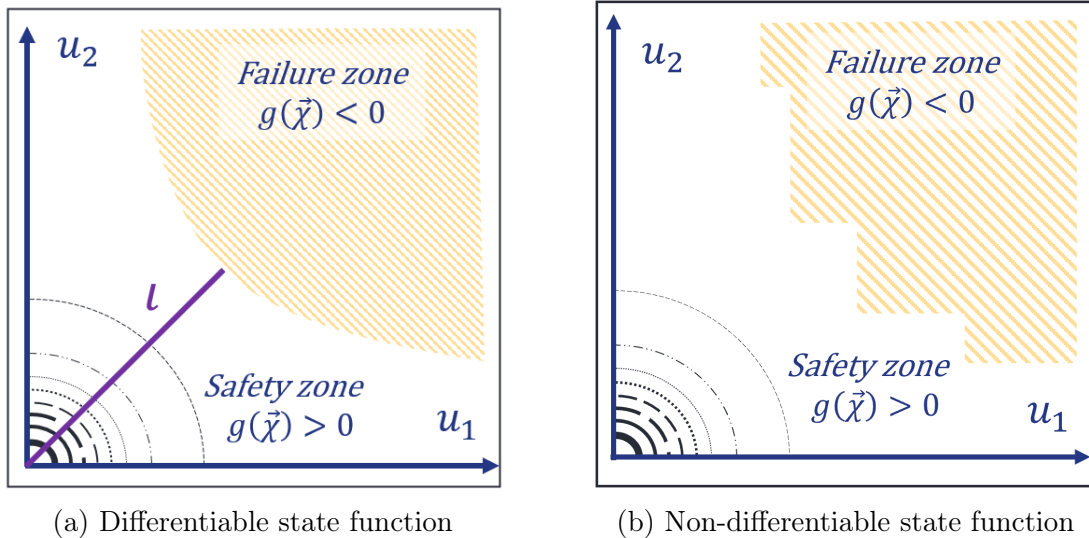 u₂
Failure zone
g(χ⃗) < 0
l
Safety zone
g(χ⃗) > 0
u₁
(a) Differentiable state function
u₂
Failure zone
g(χ⃗) < 0
Safety zone
g(χ⃗) > 0
u₁
(b) Non-differentiable state function